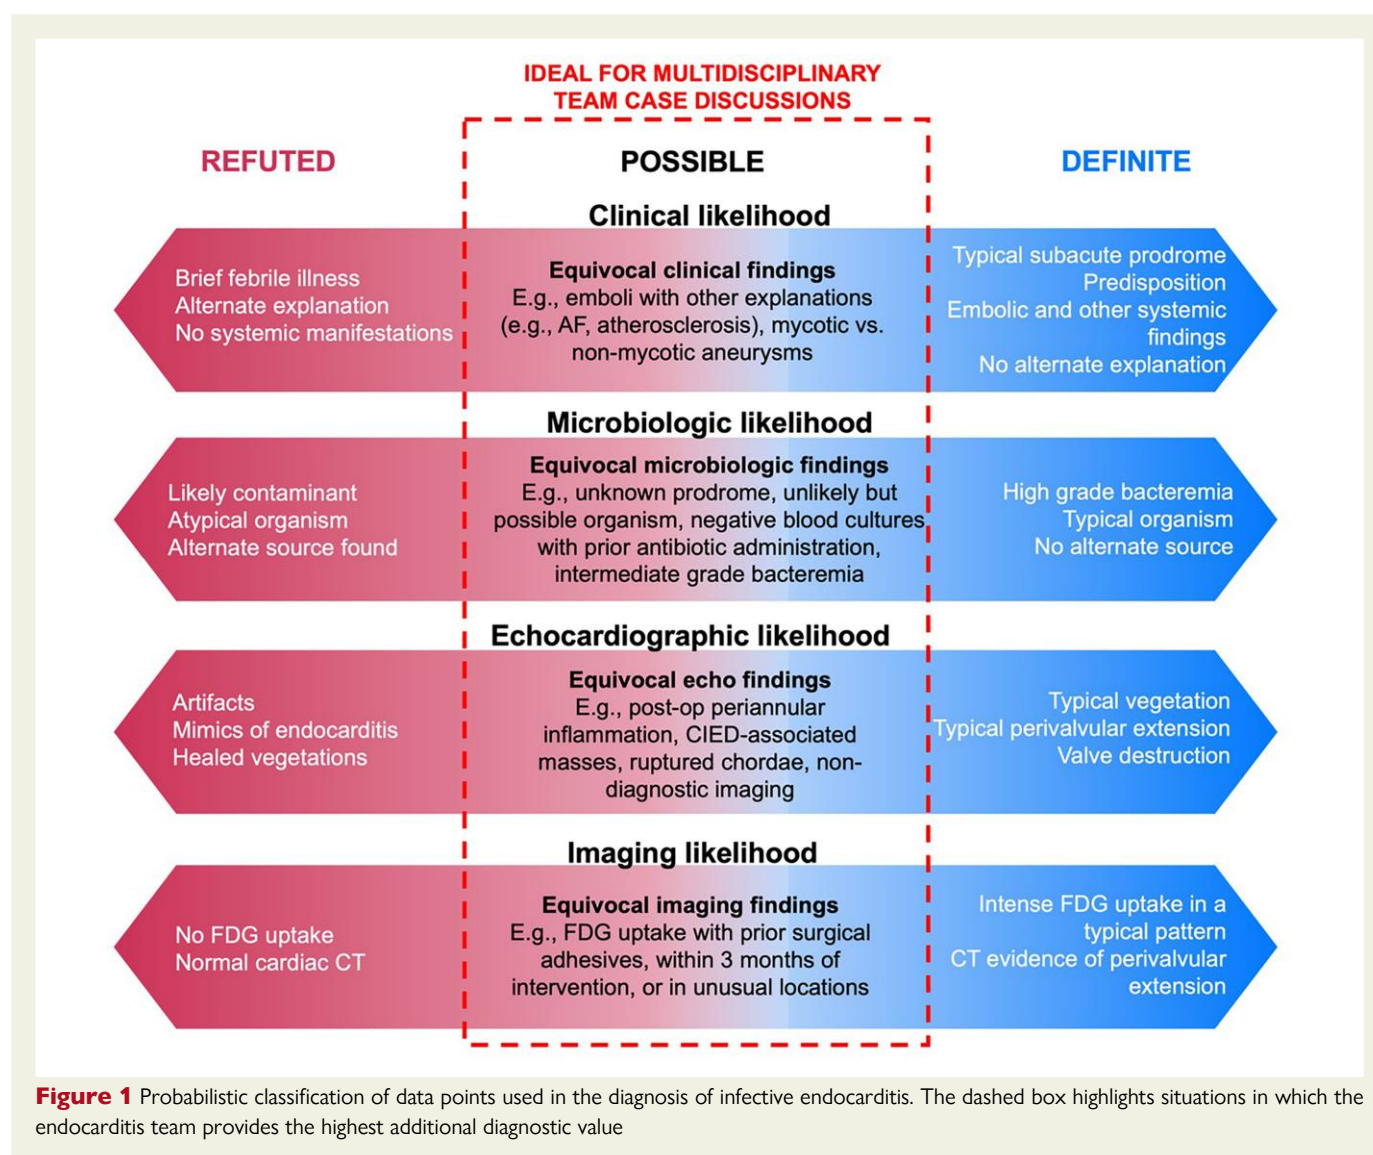 IDEAL FOR MULTIDISCIPLINARY
TEAM CASE DISCUSSIONS
REFUTED
POSSIBLE
DEFINITE
Clinical likelihood
Brief febrile illness
Alternate explanation
No systemic manifestations
Equivocal clinical findings
E.g., emboli with other explanations
(e.g., AF, atherosclerosis), mycotic vs.
non-mycotic aneurysms
Typical subacute prodrome
Predisposition
Embolic and other systemic
findings
No alternate explanation
Microbiologic likelihood
Likely contaminant
Atypical organism
Alternate source found
Equivocal microbiologic findings
E.g., unknown prodrome, unlikely but
possible organism, negative blood cultures
with prior antibiotic administration,
intermediate grade bacteremia
High grade bacteremia
Typical organism
No alternate source
Echocardiographic likelihood
Artifacts
Mimics of endocarditis
Healed vegetations
Equivocal echo findings
E.g., post-op periannular
inflammation, CIED-associated
masses, ruptured chordae, non-
diagnostic imaging
Typical vegetation
Typical perivalvular extension
Valve destruction
Imaging likelihood
No FDG uptake
Normal cardiac CT
Equivocal imaging findings
E.g., FDG uptake with prior surgical
adhesives, within 3 months of
intervention, or in unusual locations
Intense FDG uptake in a
typical pattern
CT evidence of perivalvular
extension
Figure 1 Probabilistic classification of data points used in the diagnosis of infective endocarditis. The dashed box highlights situations in which the
endocarditis team provides the highest additional diagnostic value